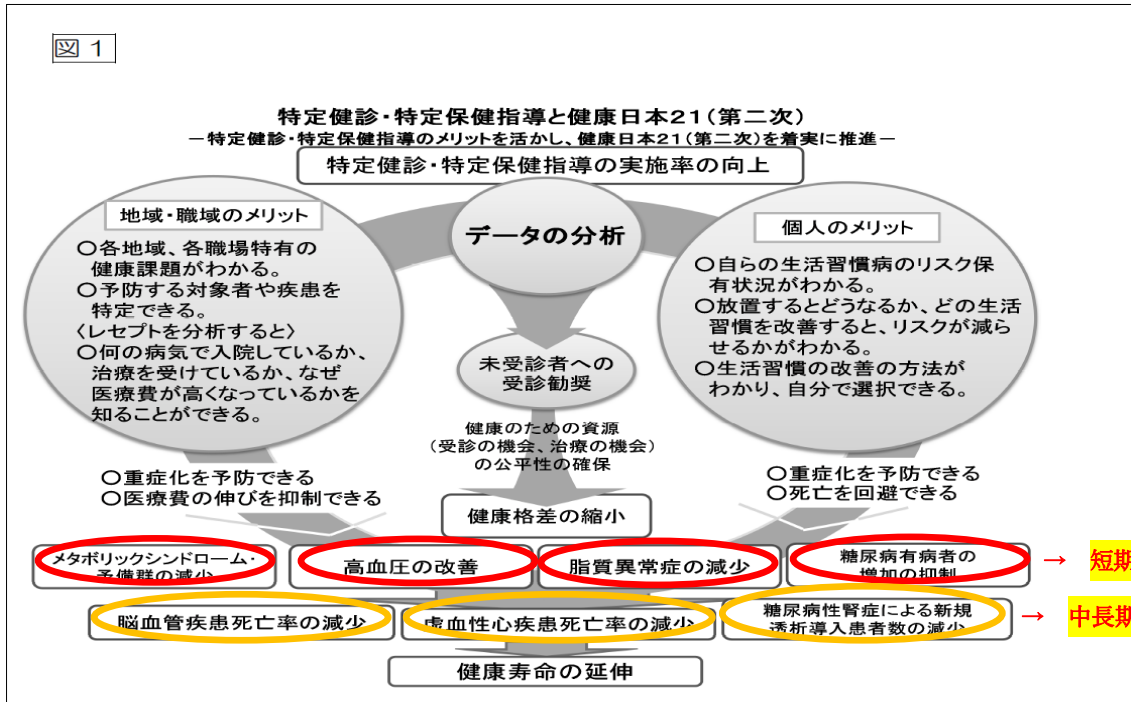 図１
特定健診・特定保健指導と健康日本21(第二次)
－特定健診・特定保健指導のメリットを活かし、健康日本21(第二次)を着実に推進－
特定健診・特定保健指導の実施率の向上
地域・職域のメリット
○各地域、各職場特有の
健康課題がわかる。
○予防する対象者や疾患を
特定できる。
〈レセプトを分析すると〉
○何の病気で入院しているか、
治療を受けているか、なぜ
医療費が高くなっているかを
知ることができる。
データの分析
個人のメリット
○自らの生活習慣病のリスク保
有状況がわかる。
○放置するとどうなるか、どの生活
習慣を改善すると、リスクが減ら
せるかがわかる。
○生活習慣の改善の方法が
わかり、自分で選択できる。
未受診者への
受診勧奨
健康のための資源
(受診の機会、治療の機会)
の公平性の確保
○重症化を予防できる
○医療費の伸びを抑制できる
○重症化を予防できる
○死亡を回避できる
健康格差の縮小
メタボリックシンドローム・
予備群の減少
高血圧の改善
脂質異常症の減少
糖尿病有病者の
増加の抑制
→ 短期
脳血管疾患死亡率の減少
虚血性心疾患死亡率の減少
糖尿病性腎症による新規
透析導入患者数の減少
→ 中長期
健康寿命の延伸